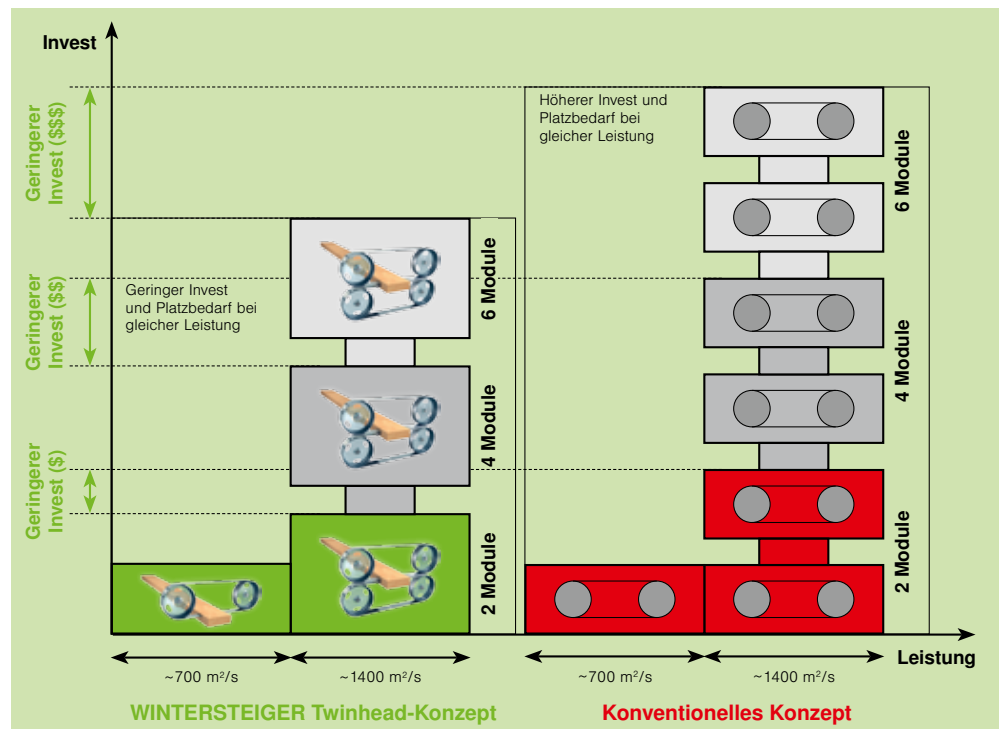 Invest
Geringerer
Invest ($$$)
Geringerer
Invest ($$)
Geringerer
Invest ($)
Geringer Invest
und Platzbedarf bei
gleicher Leistung
6 Module
4 Module
2 Module
Höherer Invest und
Platzbedarf bei
gleicher Leistung
6 Module
4 Module
2 Module
Leistung
~700 m²/s
~1400 m²/s
~700 m²/s
~1400 m²/s
WINTERSTEIGER Twinhead-Konzept
Konventionelles Konzept